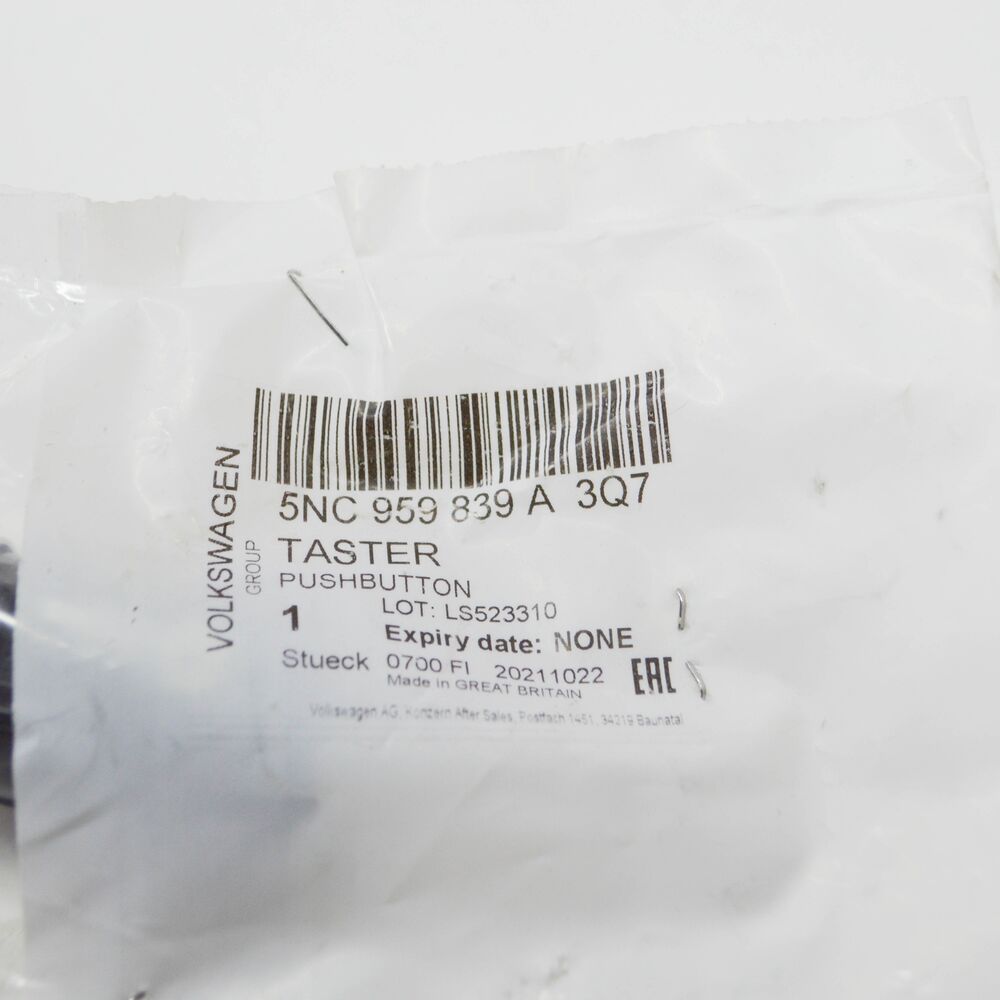 VOLKSWAGEN
GROUP
5NC 959 839 A 3Q7
TASTER
PUSHBUTTON
1 LOT: LS523310
Expiry date: NONE
Stueck 0700 FI 20211022
Made in GREAT BRITAIN
EAC
Volkswagen AG, Konzern After Sales, Postfach 1451, 34219 Baunatal